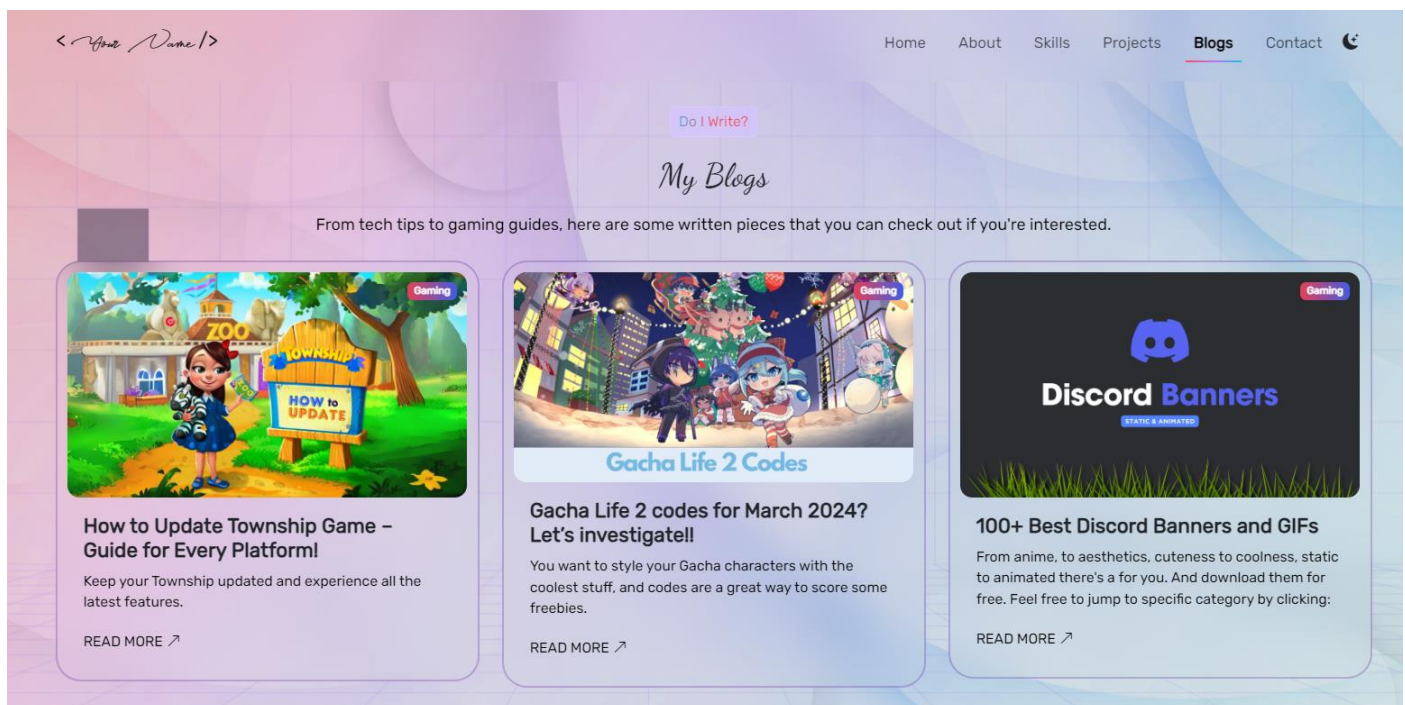 < Your Name />
Home About Skills Projects Blogs Contact
Do I Write?
My Blogs
From tech tips to gaming guides, here are some written pieces that you can check out if you're interested.
Gaming
ZOO
TOWNSHIP
HOW to
UPDATE
ZOO
How to Update Township Game –
Guide for Every Platform!
Keep your Township updated and experience all the
latest features.
READ MORE ↗
Gaming
Gacha Life 2 Codes
Gacha Life 2 codes for March 2024?
Let’s investigate!!
You want to style your Gacha characters with the
coolest stuff, and codes are a great way to score some
freebies.
READ MORE ↗
Gaming
Discord Banners
STATIC & ANIMATED
100+ Best Discord Banners and GIFs
From anime, to aesthetics, cuteness to coolness, static
to animated there's a for you. And download them for
free. Feel free to jump to specific category by clicking:
READ MORE ↗